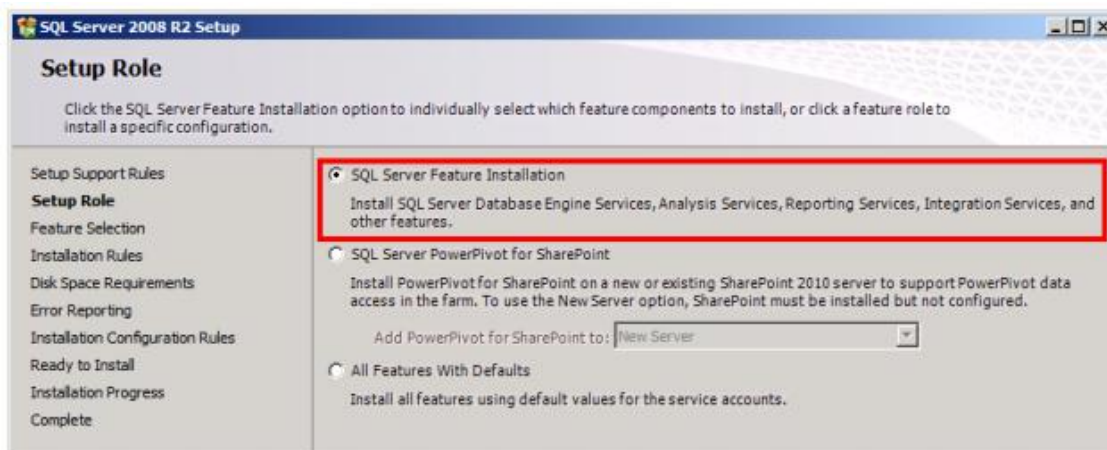 SQL Server 2008 R2 Setup
Setup Role
Click the SQL Server Feature Installation option to individually select which feature components to install, or click a feature role to
install a specific configuration.
Setup Support Rules
Setup Role
Feature Selection
Installation Rules
Disk Space Requirements
Error Reporting
Installation Configuration Rules
Ready to Install
Installation Progress
Complete
SQL Server Feature Installation
Install SQL Server Database Engine Services, Analysis Services, Reporting Services, Integration Services, and
other features.
SQL Server PowerPivot for SharePoint
Install PowerPivot for SharePoint on a new or existing SharePoint 2010 server to support PowerPivot data
access in the farm. To use the New Server option, SharePoint must be installed but not configured.
Add PowerPivot for SharePoint to: New Server
All Features With Defaults
Install all features using default values for the service accounts.